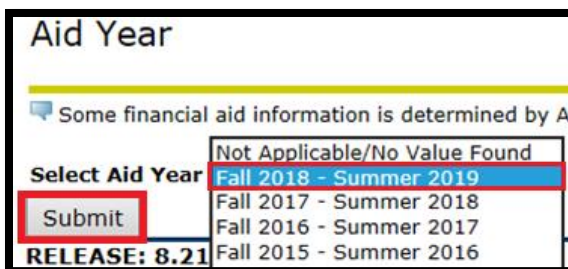 Aid Year
Some financial aid information is determined by A
Not Applicable/No Value Found
Select Aid Year Fall 2018 - Summer 2019
Fall 2017 - Summer 2018
Submit
Fall 2016 - Summer 2017
RELEASE: 8.21 Fall 2015 - Summer 2016